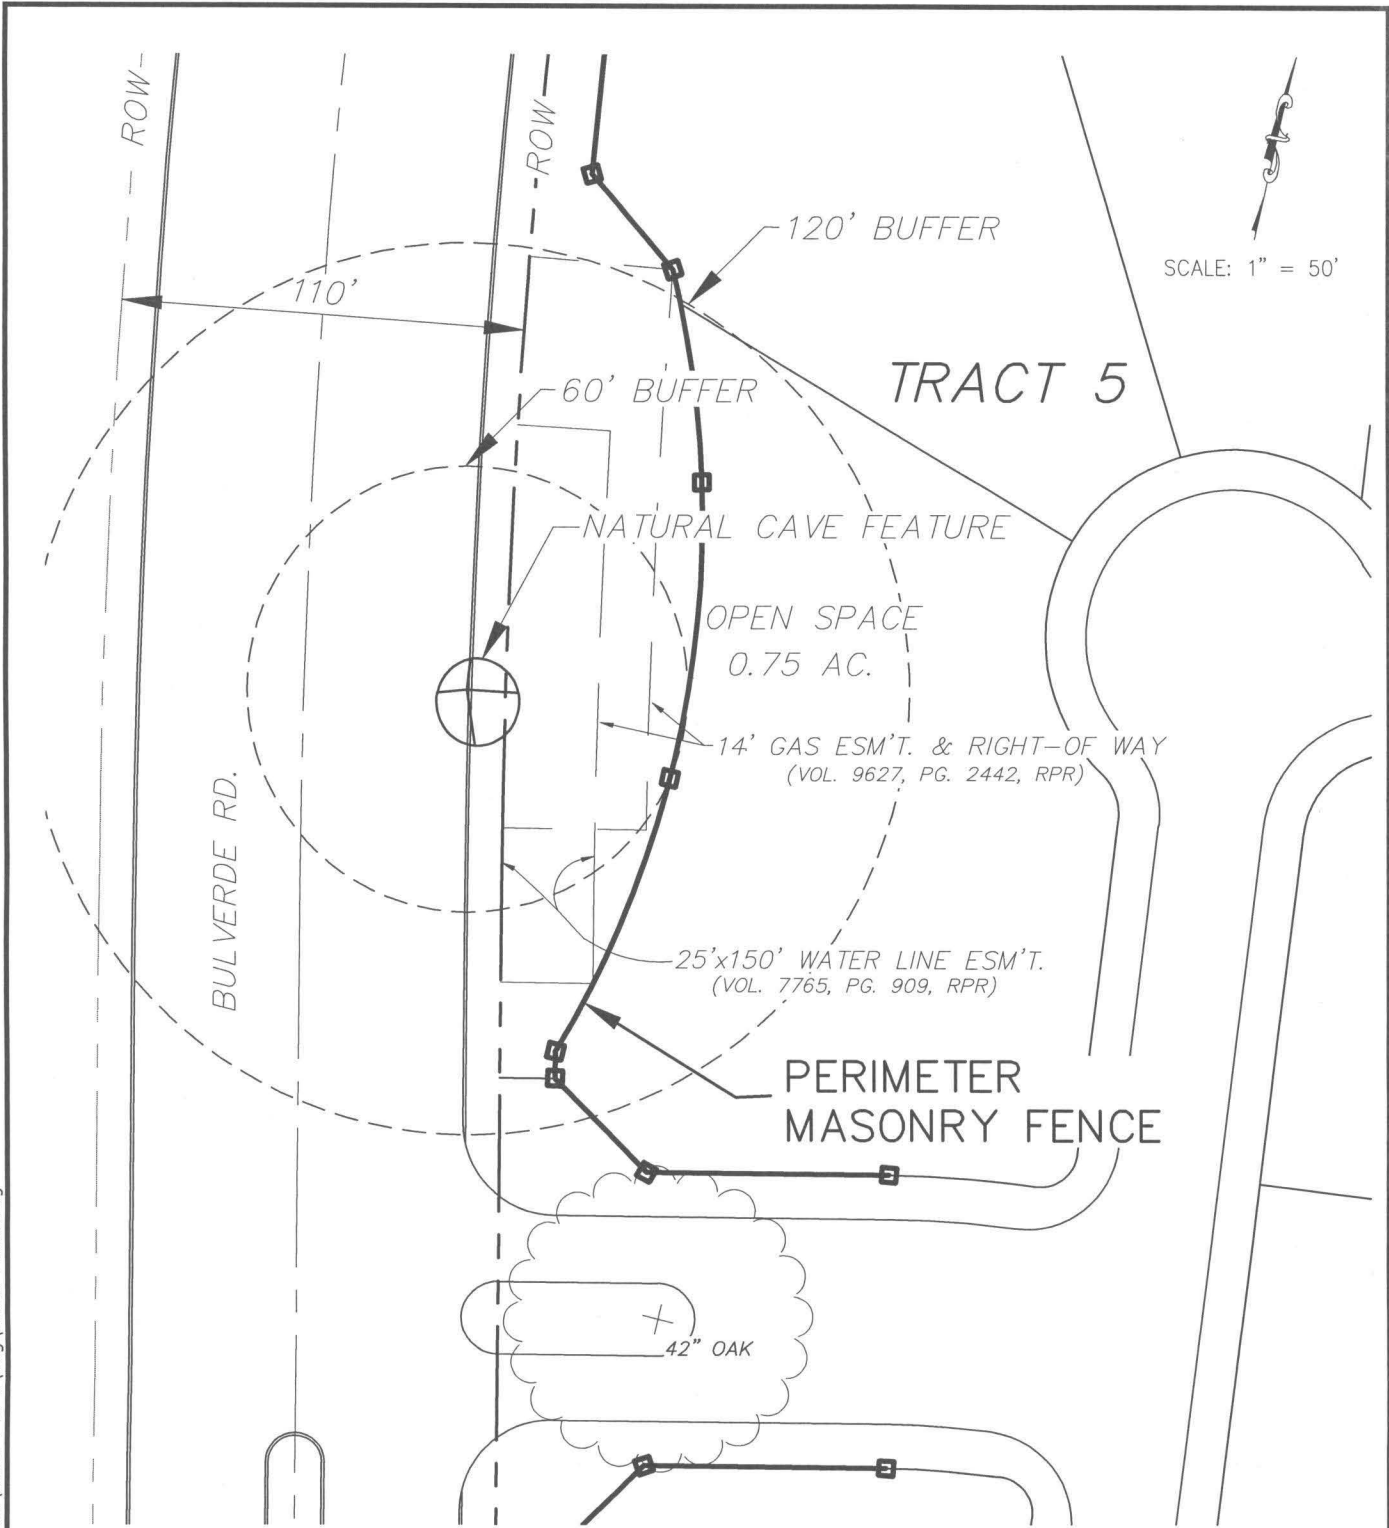 ROW
ROW
120' BUFFER
SCALE: 1" = 50'
110'
TRACT 5
60' BUFFER
NATURAL CAVE FEATURE
OPEN SPACE
0.75 AC.
14' GAS ESM'T. & RIGHT-OF WAY
(VOL. 9627, PG. 2442, RPR)
BULVERDE RD.
25'x150' WATER LINE ESM'T.
(VOL. 7765, PG. 909, RPR)
PERIMETER
MASONRY FENCE
42" OAK